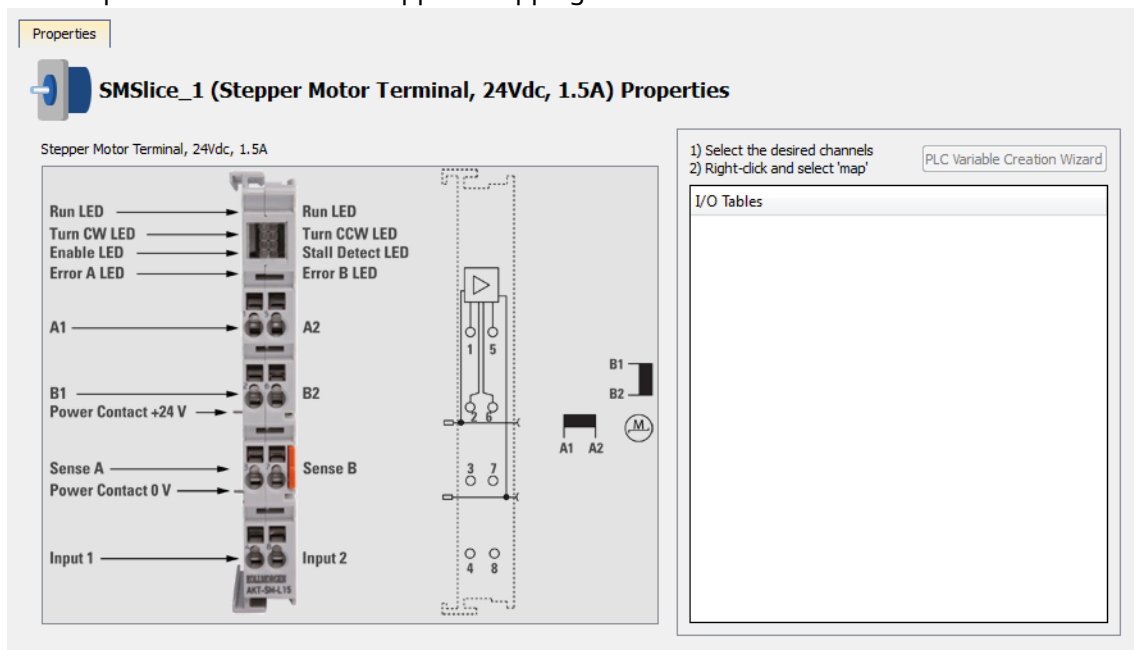 Properties
SMSlice_1 (Stepper Motor Terminal, 24Vdc, 1.5A) Properties
Stepper Motor Terminal, 24Vdc, 1.5A
Run LED Run LED
Turn CW LED Turn CCW LED
Enable LED Stall Detect LED
Error A LED Error B LED
A1 A2
1 5
B1
B2
B1 B2
Power Contact +24 V
2 6
M
A1 A2
Sense A Sense B
3 7
Power Contact 0 V
Input 1 Input 2
4 8
KOLLMORGEN
AKT-SM-L15
1) Select the desired channels
2) Right-click and select 'map'
PLC Variable Creation Wizard
I/O Tables